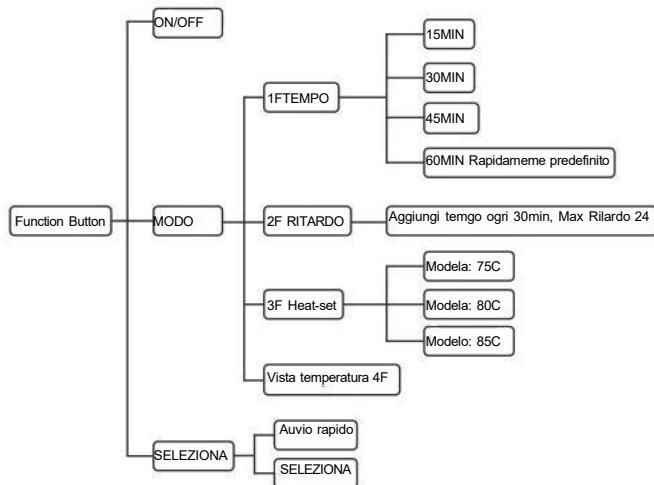 ON/OFF
15MIN
30MIN
1FTEMPO
45MIN
60MIN Rapidameme predefinito
Function Button
MODO
2F RITARDO
Aggiungi temgo ogri 30min, Max Rilardo 24
Modela: 75C
3F Heat-set
Modela: 80C
Modelo: 85C
Vista temperatura 4F
Auvio rapido
SELEZIONA
SELEZIONA